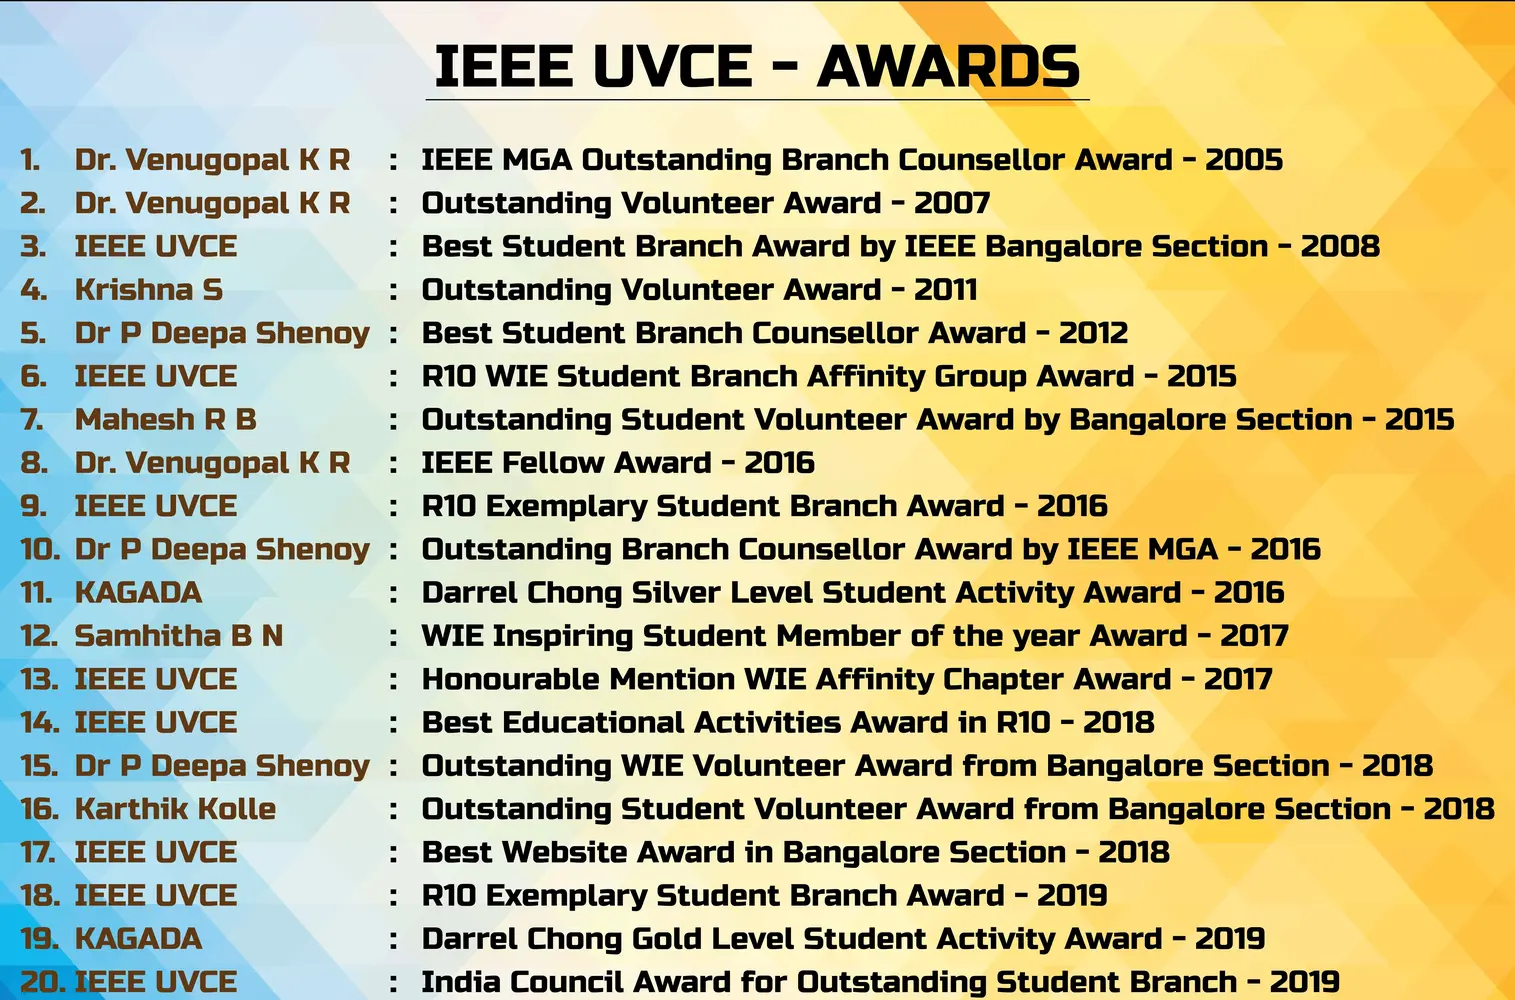 IEEE UVCE - AWARDS
1. Dr. Venugopal K R : IEEE MGA Outstanding Branch Counsellor Award - 2005
2. Dr. Venugopal K R : Outstanding Volunteer Award - 2007
3. IEEE UVCE : Best Student Branch Award by IEEE Bangalore Section - 2008
4. Krishna S : Outstanding Volunteer Award - 2011
5. Dr P Deepa Shenoy : Best Student Branch Counsellor Award - 2012
6. IEEE UVCE : R10 WIE Student Branch Affinity Group Award - 2015
7. Mahesh R B : Outstanding Student Volunteer Award by Bangalore Section - 2015
8. Dr. Venugopal K R : IEEE Fellow Award - 2016
9. IEEE UVCE : R10 Exemplary Student Branch Award - 2016
10. Dr P Deepa Shenoy : Outstanding Branch Counsellor Award by IEEE MGA - 2016
11. KAGADA : Darrel Chong Silver Level Student Activity Award - 2016
12. Samhitha B N : WIE Inspiring Student Member of the year Award - 2017
13. IEEE UVCE : Honourable Mention WIE Affinity Chapter Award - 2017
14. IEEE UVCE : Best Educational Activities Award in R10 - 2018
15. Dr P Deepa Shenoy : Outstanding WIE Volunteer Award from Bangalore Section - 2018
16. Karthik Kolle : Outstanding Student Volunteer Award from Bangalore Section - 2018
17. IEEE UVCE : Best Website Award in Bangalore Section - 2018
18. IEEE UVCE : R10 Exemplary Student Branch Award - 2019
19. KAGADA : Darrel Chong Gold Level Student Activity Award - 2019
20. IEEE UVCE : India Council Award for Outstanding Student Branch - 2019